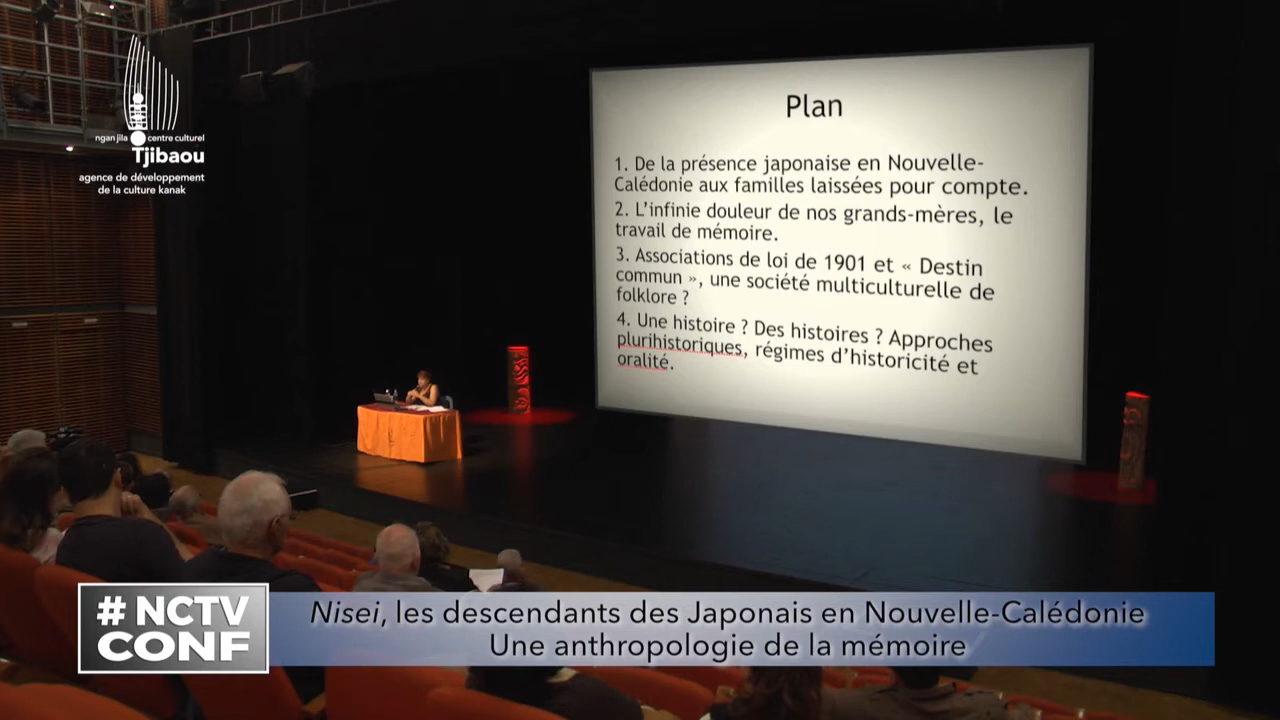 ngan jila centre culturel
Tjibaou
agence de développement
de la culture kanak
Plan
1. De la présence japonaise en Nouvelle-
Calédonie aux familles laissées pour compte.
2. L'infinie douleur de nos grands-mères, le
travail de mémoire.
3. Associations de loi de 1901 et « Destin
commun », une société multiculturelle de
folklore ?
4. Une histoire ? Des histoires ? Approches
plurihistoriques, régimes d'historicité et
oralité.
# NCTV
CONF
Nisei, les descendants des Japonais en Nouvelle-Calédonie
Une anthropologie de la mémoire